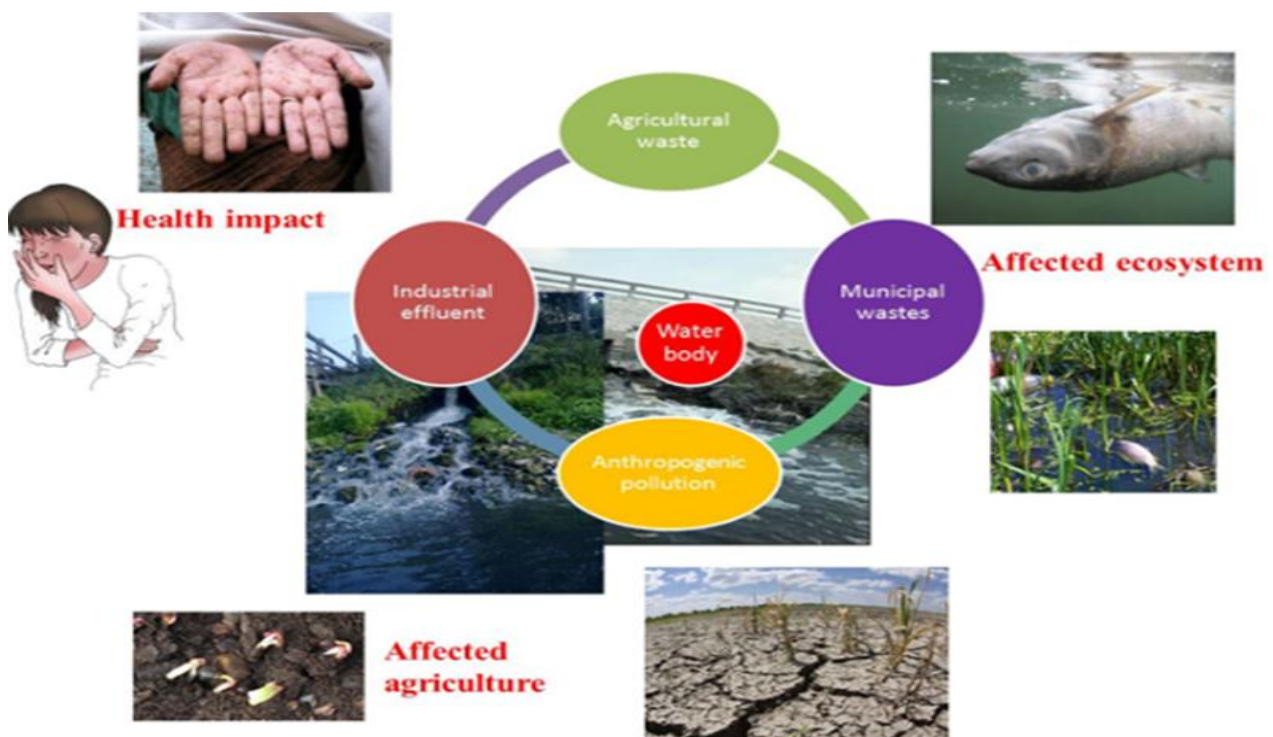 Agricultural
waste
Health impact
Affected ecosystem
Industrial
effluent
Municipal
wastes
Water
body
Anthropogenic
pollution
Affected
agriculture